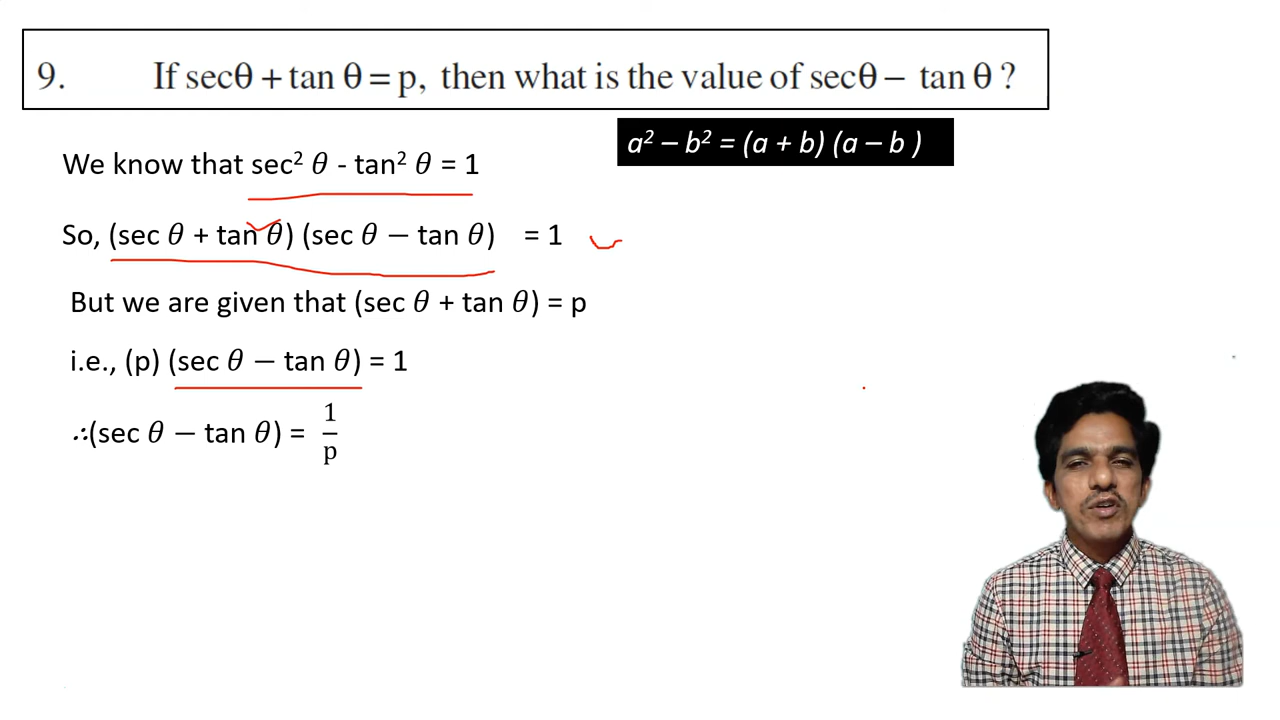 9. If secθ + tan θ = p, then what is the value of secθ − tan θ ?
a² – b² = (a + b) (a – b )
We know that sec² θ - tan² θ = 1
So, (sec θ + tan θ) (sec θ − tan θ) = 1
But we are given that (sec θ + tan θ) = p
i.e., (p) (sec θ − tan θ) = 1
∴(sec θ − tan θ) = 1/p